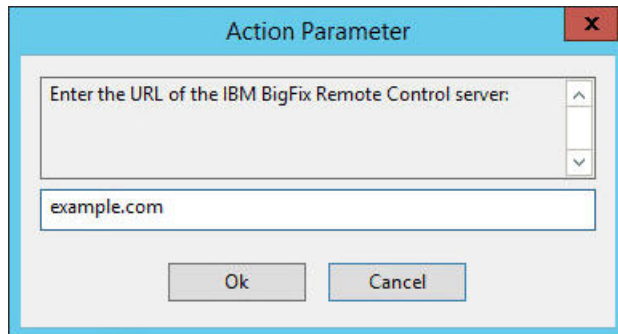 Action Parameter
x
Enter the URL of the IBM BigFix Remote Control server:
example.com
Ok
Cancel